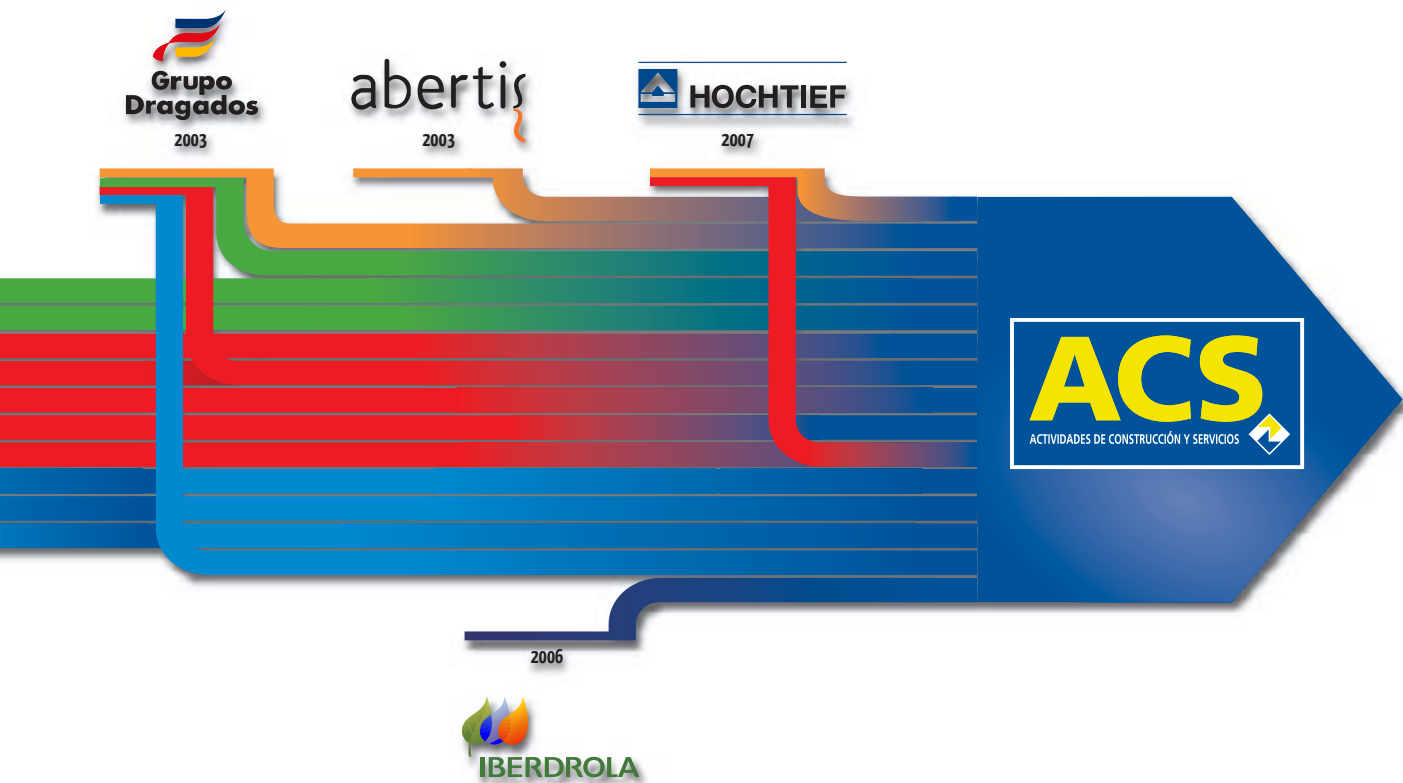 Grupo
Dragados
2003
abertis
2003
HOCHTIEF
2007
ACS
ACTIVIDADES DE CONSTRUCCIÓN Y SERVICIOS
2006
IBERDROLA